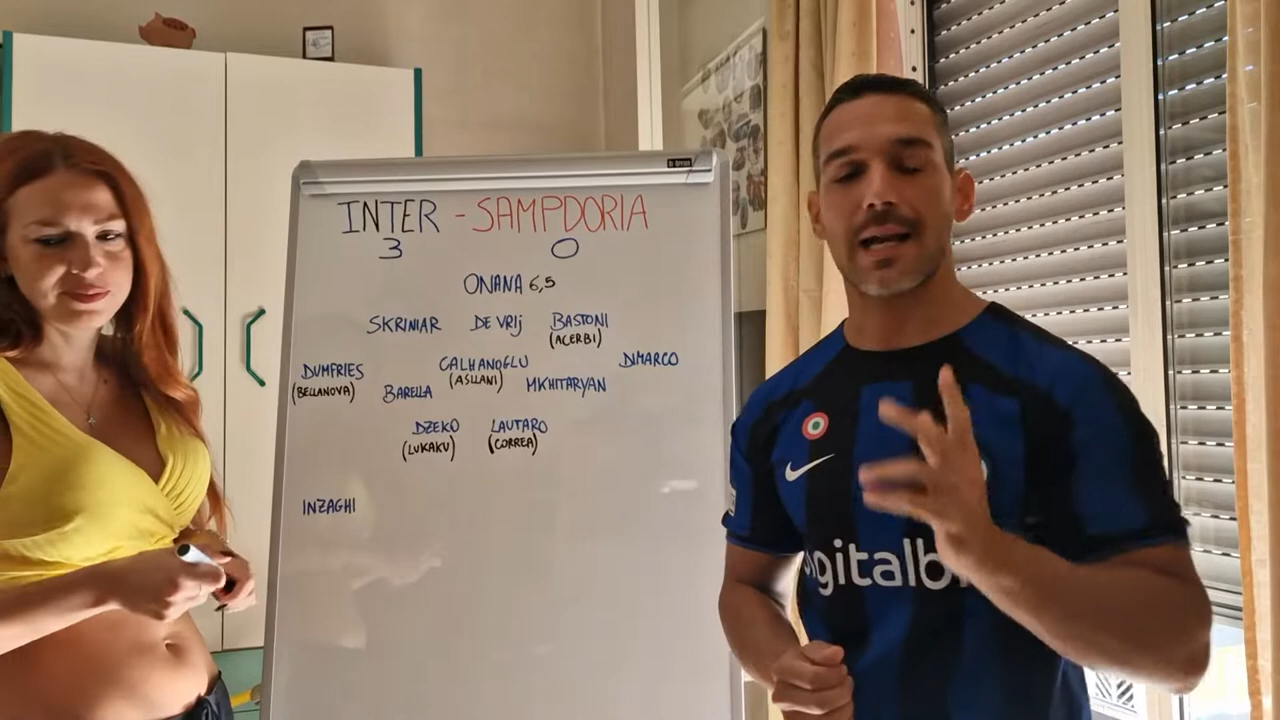 INTER - SAMPDORIA
3 0
ONANA 6,5
SKRINIAR DE VRIJ BASTONI
(ACERBI)
DUMFRIES CALHANOGLU DIMARCO
(BELLANOVA) BARELLA (ASLLANI) MKHITARYAN
DZEKO LAUTARO
(LUKAKU) (CORREA)
INZAGHI
digitalb